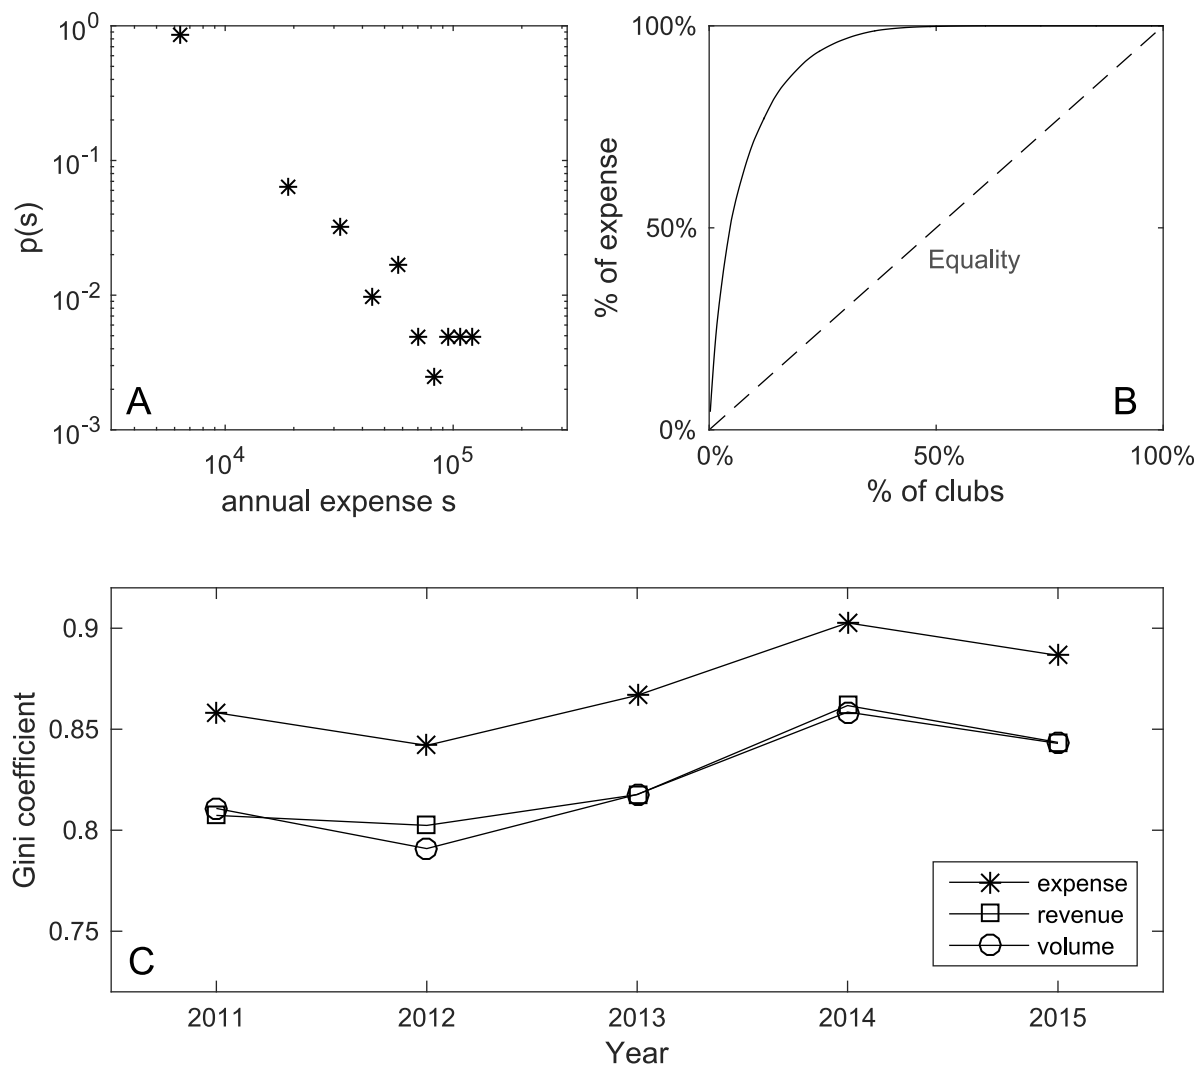 10^0
10^-1
10^-2
10^-3
p(s)
A
10^4
10^5
annual expense s
100%
50%
0%
% of expense
Equality
B
0%
50%
100%
% of clubs
0.9
0.85
0.8
0.75
Gini coefficient
expense
revenue
volume
C
2011
2012
2013
2014
2015
Year